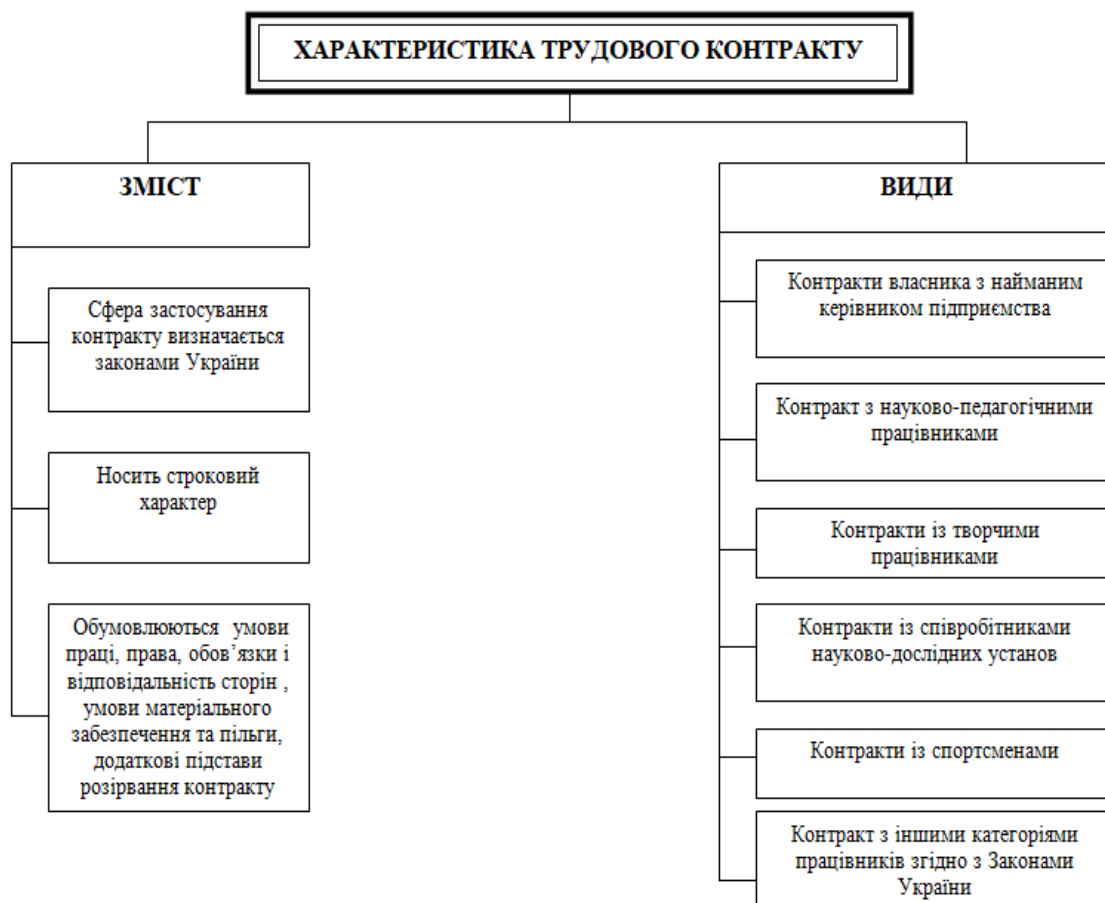 ХАРАКТЕРИСТИКА ТРУДОВОГО КОНТРАКТУ
ЗМІСТ
Сфера застосування
контракту визначається
законами України
Носить строковий
характер
Обумовлюються умови
праці, права, обов’язки і
відповідальність сторін ,
умови матеріального
забезпечення та пільги,
додаткові підстави
розірвання контракту
ВИДИ
Контракти власника з найманим
керівником підприємства
Контракт з науково-педагогічними
працівниками
Контракти із творчими
працівниками
Контракти із співробітниками
науково-дослідних установ
Контракти із спортсменами
Контракт з іншими категоріями
працівників згідно з Законами
України